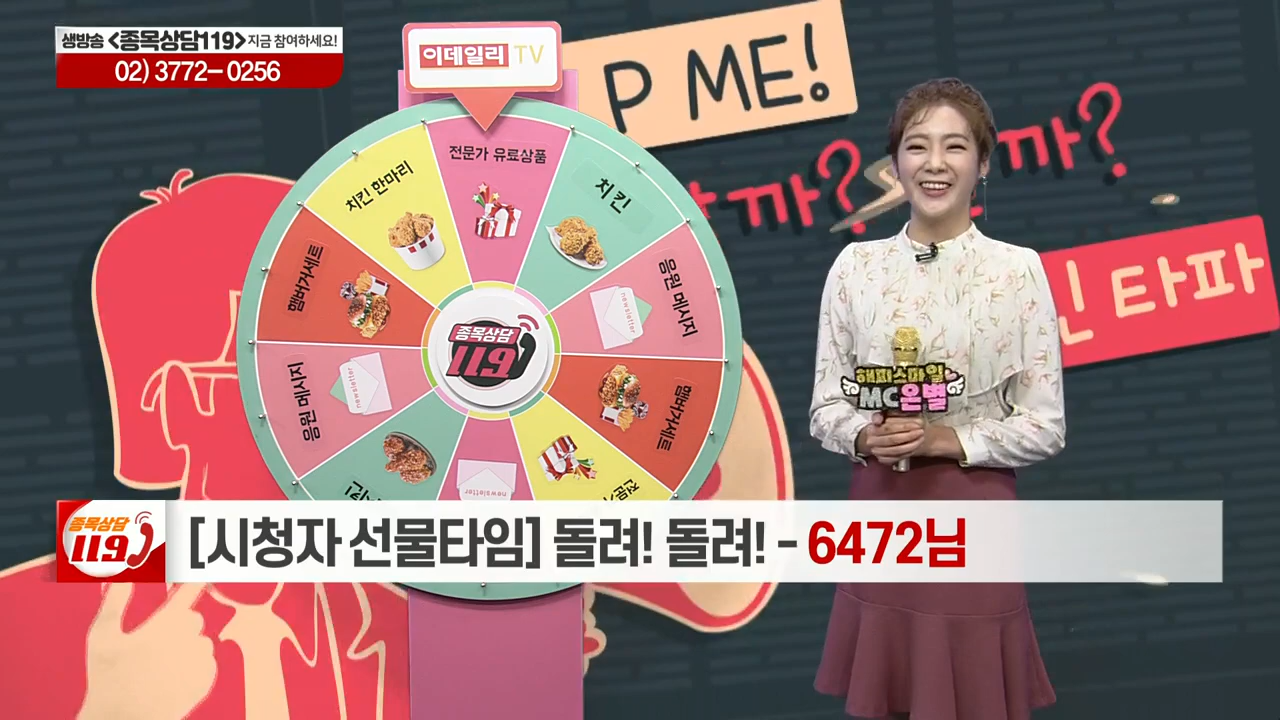 생방송 <종목상담119> 지금 참여하세요!
02) 3772-0256
이데일리 TV
P ME!
까? 까?
인 타파
전문가 유료상품
치킨 한마리
치킨
햄버거세트
응원 메시지
newsletter
종목상담
119
응원 메시지
newsletter
햄버거세트
newsletter
해피스마일
MC은별
종목상담
119
[시청자 선물타임] 돌려! 돌려! - 6472님